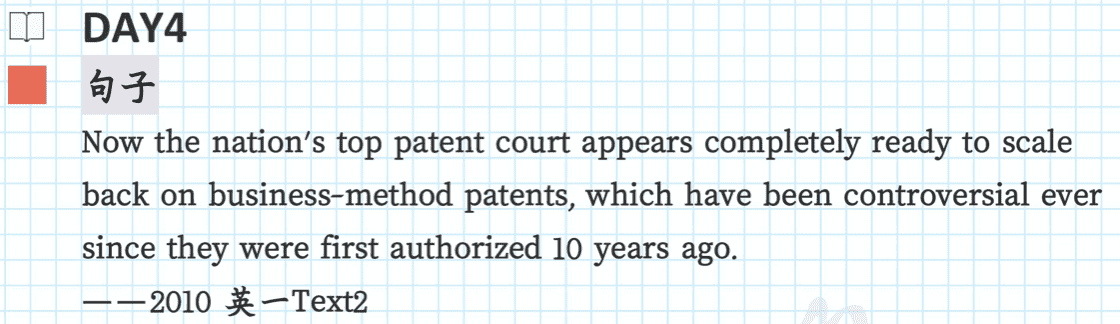 DAY4
句子
Now the nation's top patent court appears completely ready to scale
back on business-method patents, which have been controversial ever
since they were first authorized 10 years ago.
——2010 英一Text2